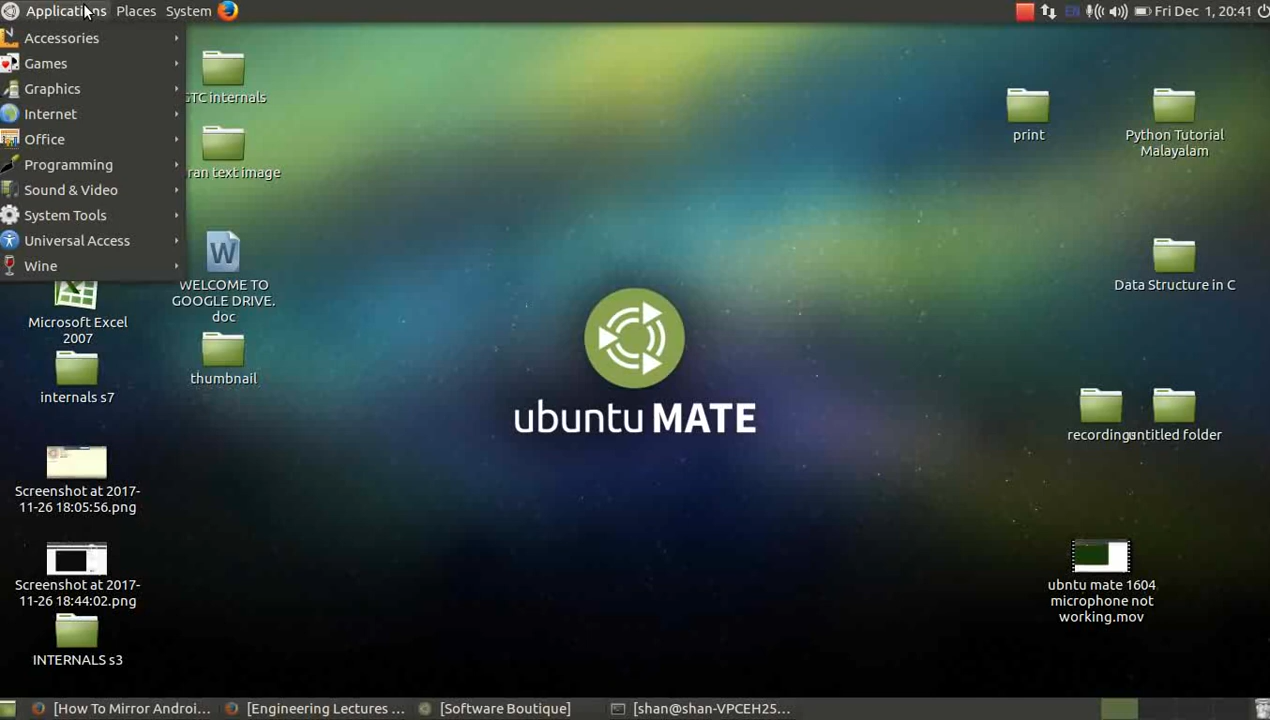 Applications Places System
EN Fri Dec 1, 20:41
Accessories
Games
Graphics
Internet
Office
Programming
Sound & Video
System Tools
Universal Access
Wine
TC internals
ran text image
WELCOME TO
GOOGLE DRIVE.
doc
thumbnail
Microsoft Excel
2007
internals s7
Screenshot at 2017-
11-26 18:05:56.png
Screenshot at 2017-
11-26 18:44:02.png
INTERNALS s3
ubuntu MATE
print
Python Tutorial
Malayalam
Data Structure in C
recordings
untitled folder
ubntu mate 1604
microphone not
working.mov
[How To Mirror Androi... [Engineering Lectures ... [Software Boutique] [shan@shan-VPCEH25...